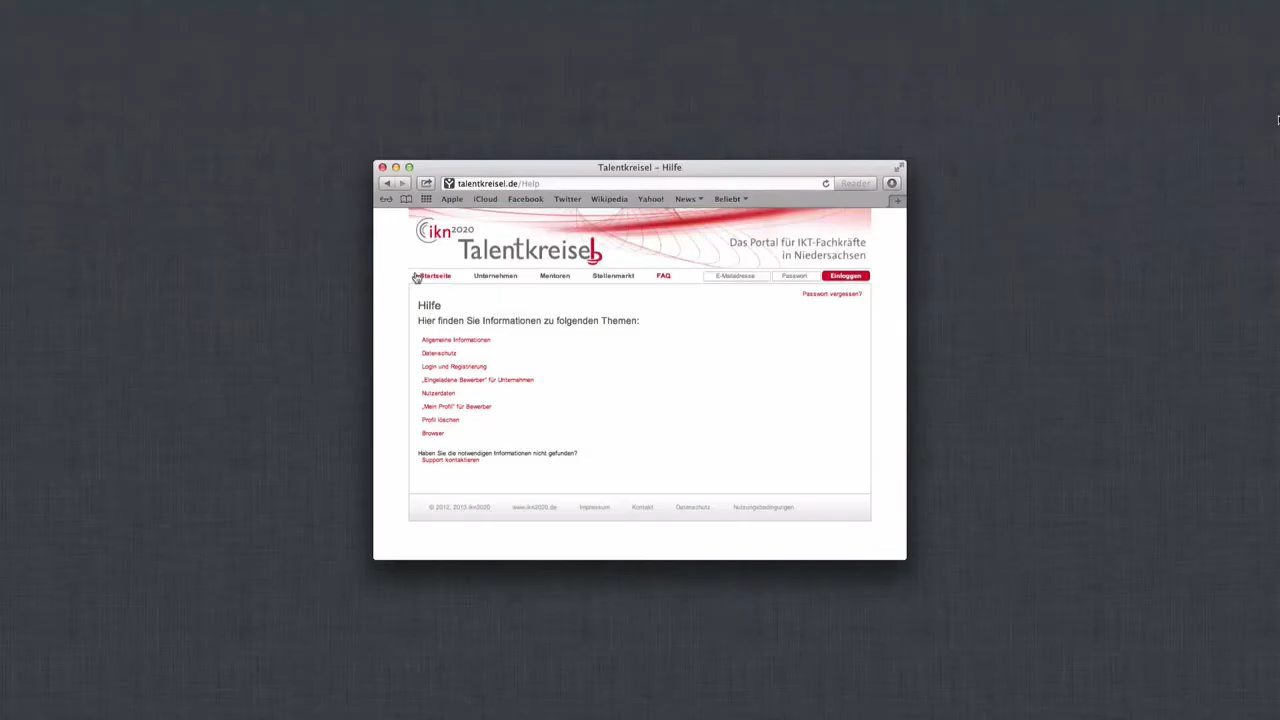 Talentkreisel – Hilfe
talentkreisel.de/Help
Reader
Apple iCloud Facebook Twitter Wikipedia Yahoo! News Beliebt
ikn2020
Talentkreisel
Das Portal für IKT-Fachkräfte
in Niedersachsen
Startseite Unternehmen Mentoren Stellenmarkt FAQ E-Mailadresse Passwort Einloggen
Passwort vergessen?
Hilfe
Hier finden Sie Informationen zu folgenden Themen:
Allgemeine Informationen
Datenschutz
Login und Registrierung
„Eingeladene Bewerber“ für Unternehmen
Nutzerdaten
„Mein Profil“ für Bewerber
Profil löschen
Browser
Haben Sie die notwendigen Informationen nicht gefunden?
Support kontaktieren
© 2012, 2013 ikn2020 www.ikn2020.de Impressum Kontakt Datenschutz Nutzungsbedingungen